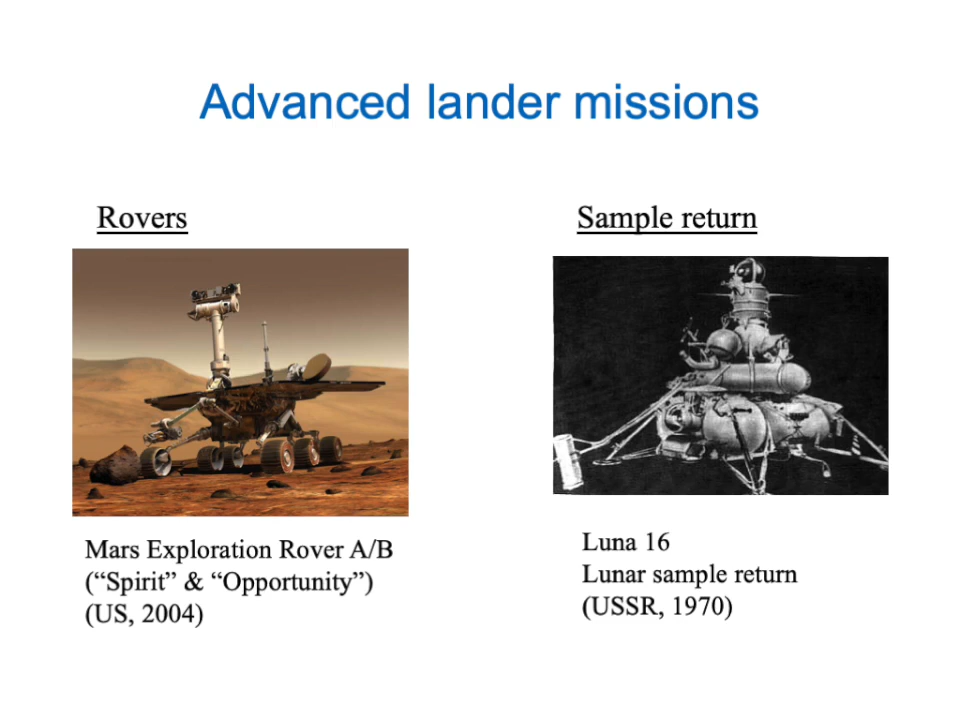 Advanced lander missions
Rovers
Sample return
Mars Exploration Rover A/B
(“Spirit” & “Opportunity”)
(US, 2004)
Luna 16
Lunar sample return
(USSR, 1970)